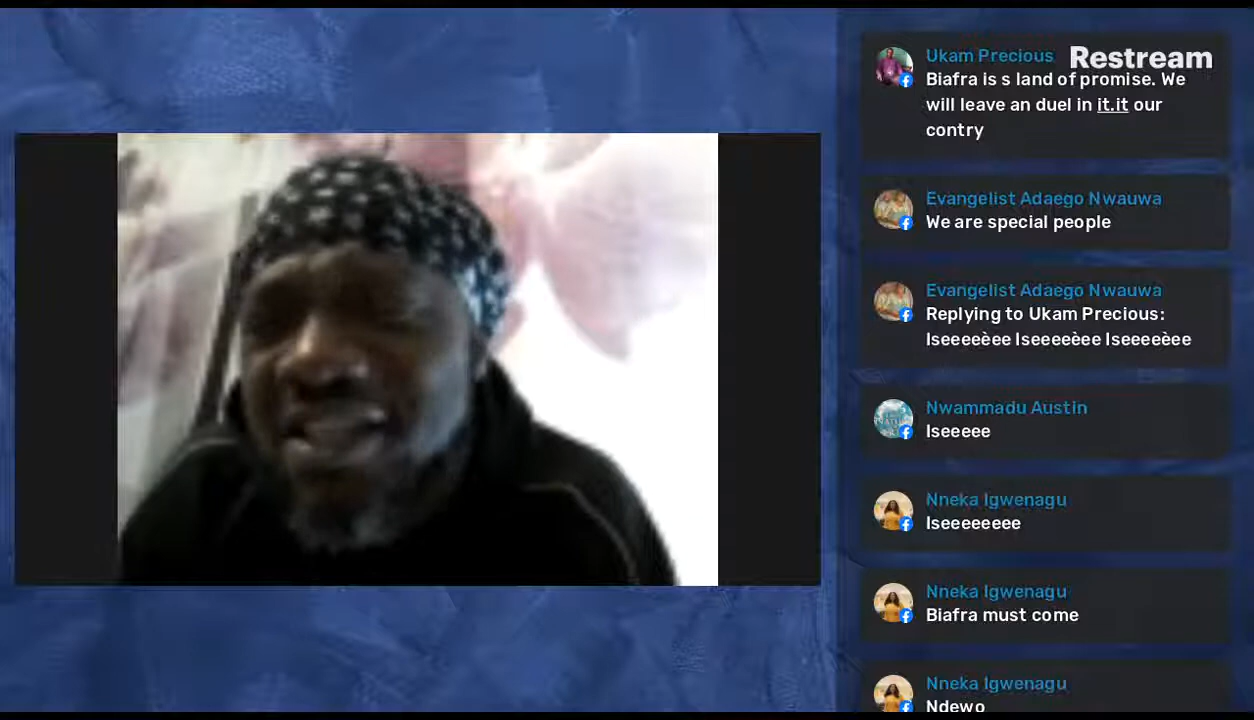 Restream
Ukam Precious
Biafra is s land of promise. We
will leave an duel in it.it our
contry
Evangelist Adaego Nwauwa
We are special people
Evangelist Adaego Nwauwa
Replying to Ukam Precious:
Iseeeeèee Iseeeeèee Iseeeeèee
Nwammadu Austin
Iseeeee
Nneka Igwenagu
Iseeeeeeee
Nneka Igwenagu
Biafra must come
Nneka Igwenagu
Ndewo